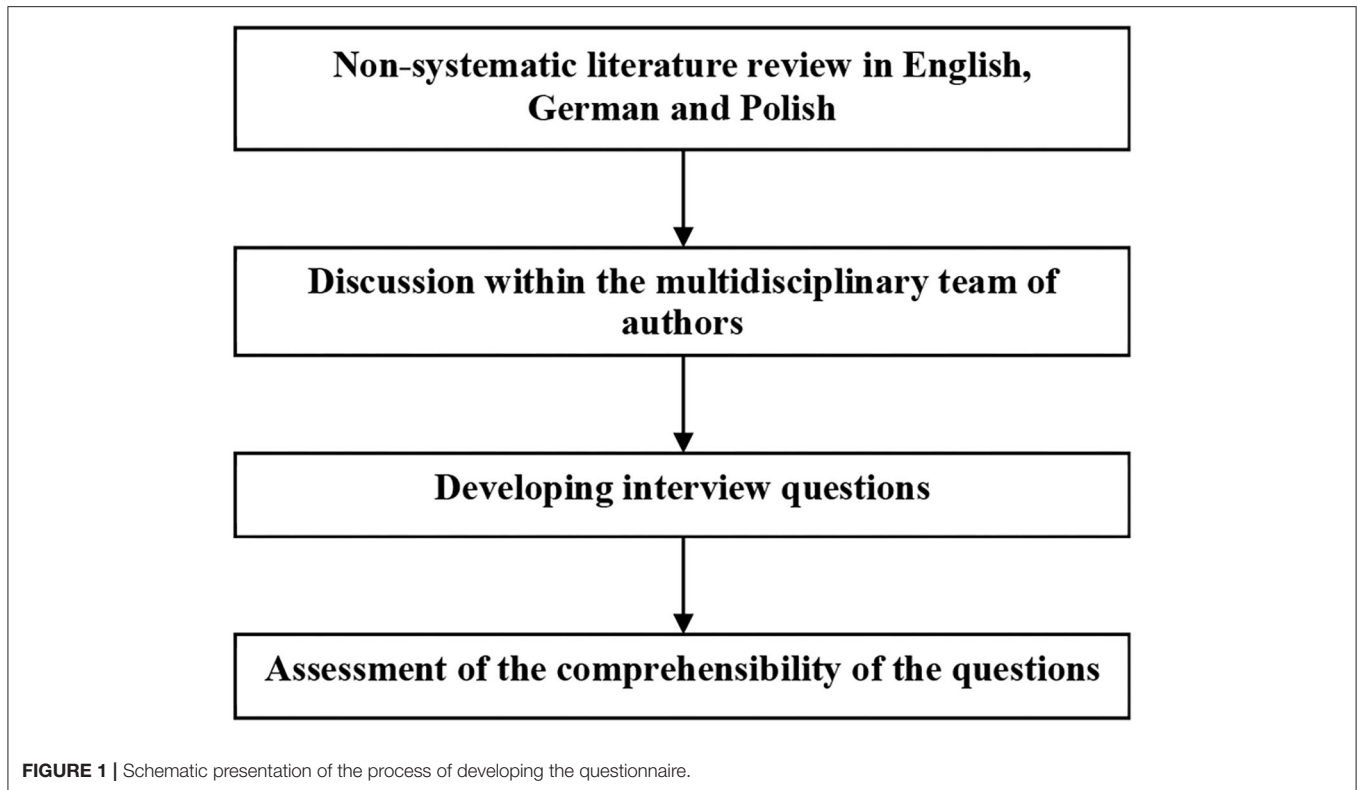 Non-systematic literature review in English,
German and Polish
Discussion within the multidisciplinary team of
authors
Developing interview questions
Assessment of the comprehensibility of the questions
FIGURE 1 | Schematic presentation of the process of developing the questionnaire.